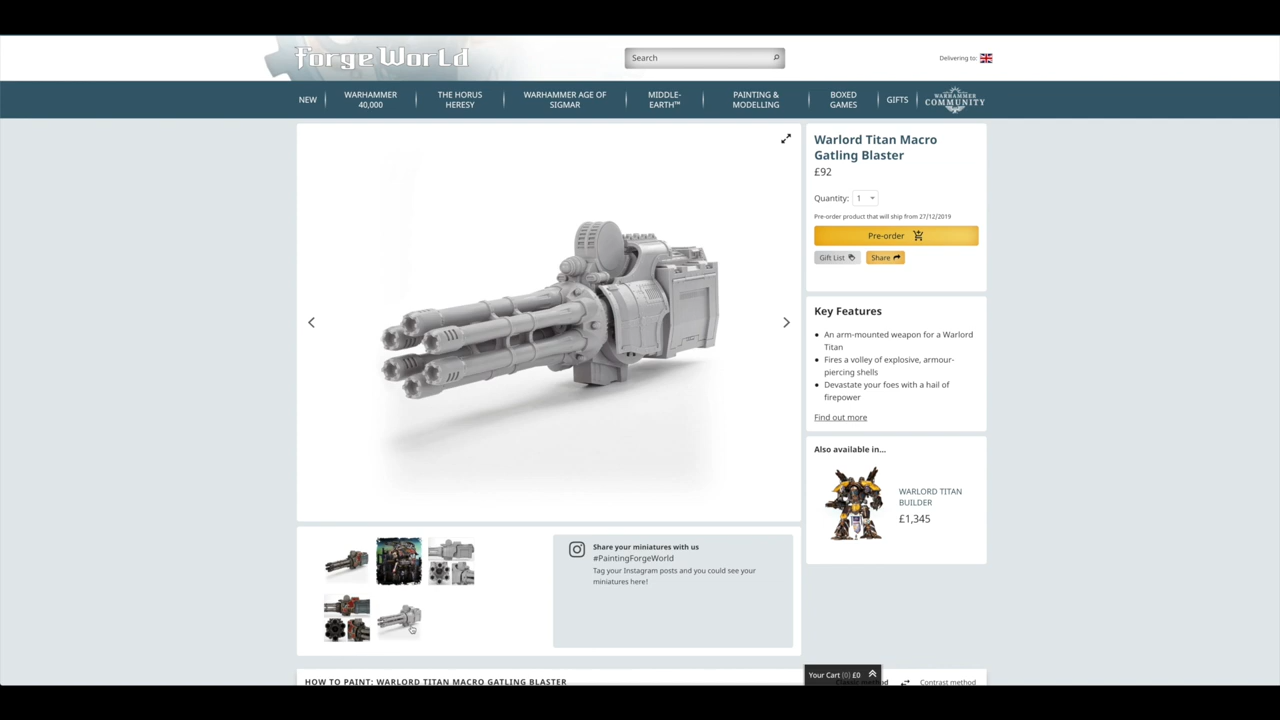 Forge World
Search
Delivering to:
NEW
WARHAMMER
40,000
THE HORUS
HERESY
WARHAMMER AGE OF
SIGMAR
MIDDLE-
EARTH™
PAINTING &
MODELLING
BOXED
GAMES
GIFTS
WARHAMMER
COMMUNITY
Warlord Titan Macro
Gatling Blaster
£92
Quantity: 1
Pre-order product that will ship from 27/12/2019
Pre-order
Gift List
Share
Key Features
An arm-mounted weapon for a Warlord
Titan
Fires a volley of explosive, armour-
piercing shells
Devastate your foes with a hail of
firepower
Find out more
Also available in...
WARLORD TITAN
BUILDER
£1,345
Share your miniatures with us
#PaintingForgeWorld
Tag your Instagram posts and you could see your
miniatures here!
HOW TO PAINT: WARLORD TITAN MACRO GATLING BLASTER
Your Cart (0) £0
Contrast method